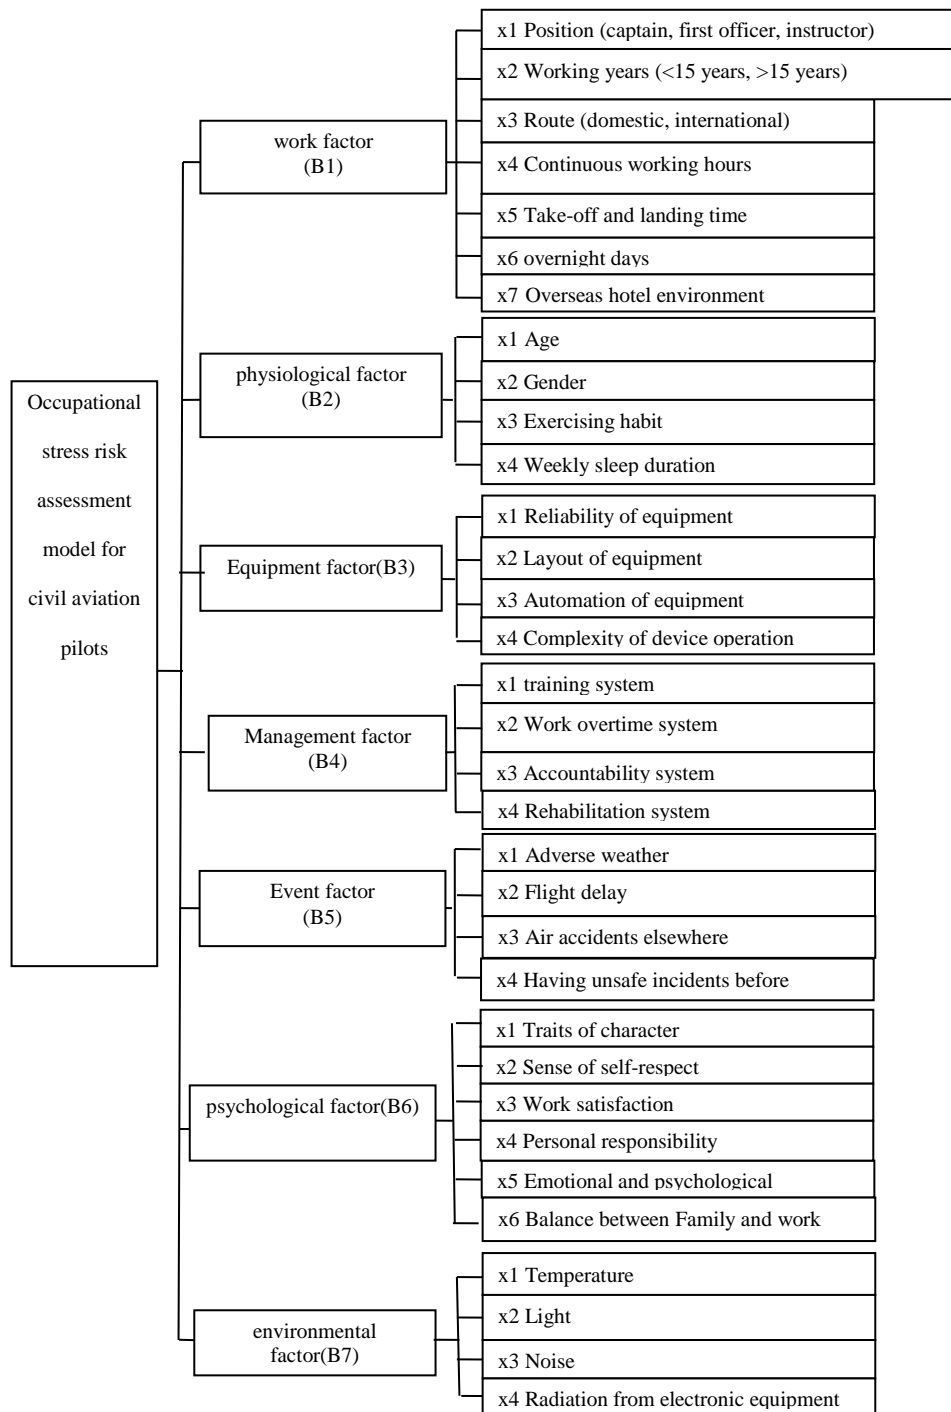 Occupational
stress risk
assessment
model for
civil aviation
pilots
work factor
(B1)
x1 Position (captain, first officer, instructor)
x2 Working years (<15 years, >15 years)
x3 Route (domestic, international)
x4 Continuous working hours
x5 Take-off and landing time
x6 overnight days
x7 Overseas hotel environment
physiological factor
(B2)
x1 Age
x2 Gender
x3 Exercising habit
x4 Weekly sleep duration
Equipment factor(B3)
x1 Reliability of equipment
x2 Layout of equipment
x3 Automation of equipment
x4 Complexity of device operation
Management factor
(B4)
x1 training system
x2 Work overtime system
x3 Accountability system
x4 Rehabilitation system
Event factor
(B5)
x1 Adverse weather
x2 Flight delay
x3 Air accidents elsewhere
x4 Having unsafe incidents before
psychological factor(B6)
x1 Traits of character
x2 Sense of self-respect
x3 Work satisfaction
x4 Personal responsibility
x5 Emotional and psychological
x6 Balance between Family and work
environmental
factor(B7)
x1 Temperature
x2 Light
x3 Noise
x4 Radiation from electronic equipment